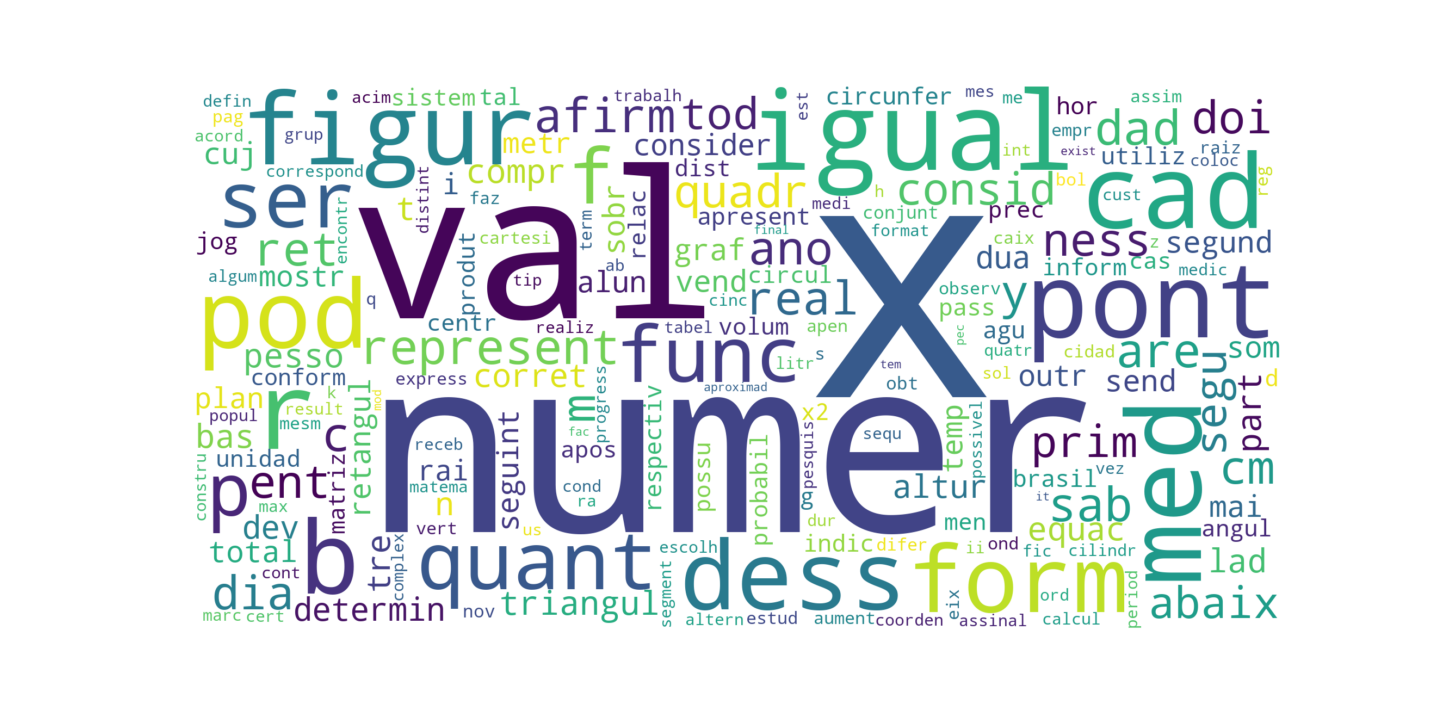 defin
pag
acord
cuj
grup
figur
acim
sistem
tal
correspond
afirm
tod
trabalh
metr
compr
consider
dist
igual
est
circunfer
mes
me
int
hor
empr
exist
bol
assim
dad
utiliz
doi
raiz
coloc
reg
ser
i
t
distint
faz
f
sobr
relac
quadr
apresent
medi
h
consid
conjunt
format
final
prec
cad
cust
jog
ret
encontr
algum
mostr
val
term
cartesi
produt
tip
ab
alun
graf
ano
vend
circul
cinc
real
x
caix
dua
observ
y
pass
ness
z
segund
inform
cas
medic
pod
q
centr
realiz
tabel
volum
apen
litr
s
tem
agu
quatr
pec
pont
cidad
are
som
pesso
conform
represent
express
corret
func
aproximad
obt
sol
outr
send
d
plan
popul
r
k
result
mesm
bas
unidad
c
matriz
retangul
mod
numer
receb
rai
matema
n
seguint
progress
m
fac
apos
cond
ra
respectiv
possu
probabil
x2
pesquis
g
o
sequ
altur
temp
possivel
prim
brasil
vez
it
med
segu
part
cm
mai
angul
constru
p
ent
max
dev
total
cont
b
dia
tre
complex
vert
us
quant
determin
nov
triangul
marc
cert
escolh
segment
altern
estud
dess
dur
indic
difer
aument
coorden
form
eix
assinal
men
ii
ond
fic
ord
calcul
sab
equac
cilindr
period
lad
abaix